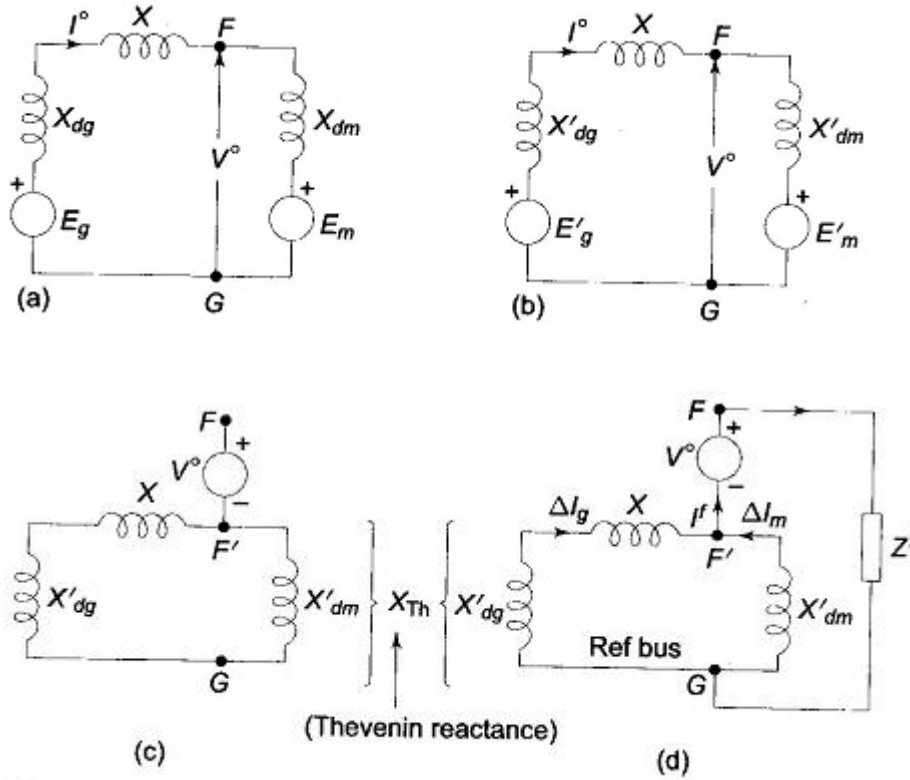 I° X F
X_dg V° X_dm
+ E_g + E_m
G
(a)
I° X F
X'_dg V° X'_dm
+ E'_g + E'_m
G
(b)
F
V° + −
X
F'
X'_dg X'_dm X_Th
G
(Thevenin reactance)
(c)
F
V° + −
ΔI_g X I^f ΔI_m
F' Z
X'_dg X'_dm
Ref bus
G
(d)